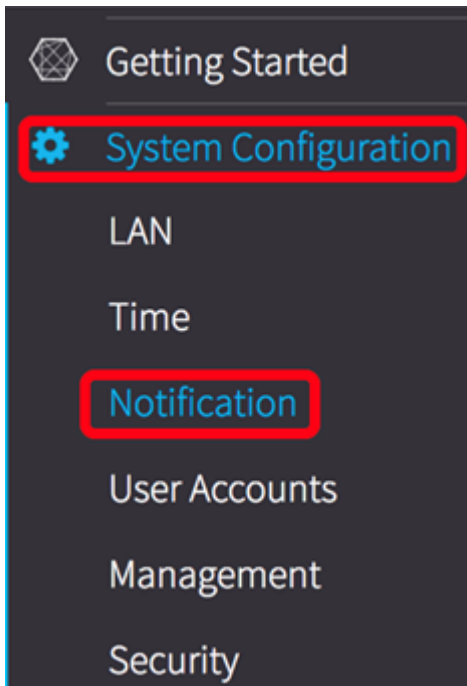 Getting Started
System Configuration
LAN
Time
Notification
User Accounts
Management
Security